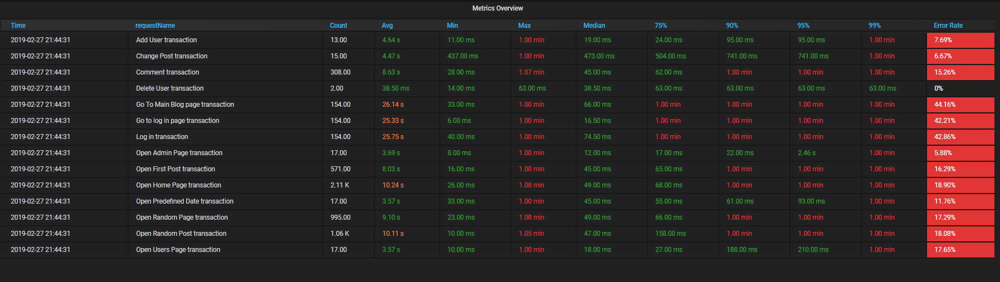 Metrics Overview
Time requestName Count Avg Min Max Median 75% 90% 95% 99% Error Rate
2019-02-27 21:44:31 Add User transaction 13.00 4.64 s 11.00 ms 1.00 min 19.00 ms 24.00 ms 95.00 ms 95.00 ms 1.00 min 7.69%
2019-02-27 21:44:31 Change Post transaction 15.00 4.47 s 437.00 ms 1.00 min 473.00 ms 504.00 ms 741.00 ms 741.00 ms 1.00 min 6.67%
2019-02-27 21:44:31 Comment transaction 308.00 8.63 s 28.00 ms 1.07 min 45.00 ms 62.00 ms 1.00 min 1.00 min 1.00 min 15.26%
2019-02-27 21:44:31 Delete User transaction 2.00 38.50 ms 14.00 ms 63.00 ms 38.50 ms 63.00 ms 63.00 ms 63.00 ms 63.00 ms 0%
2019-02-27 21:44:31 Go To Main Blog page transaction 154.00 26.14 s 33.00 ms 1.00 min 66.00 ms 1.00 min 1.00 min 1.00 min 1.00 min 44.16%
2019-02-27 21:44:31 Go to log in page transaction 154.00 25.33 s 6.00 ms 1.00 min 16.50 ms 1.00 min 1.00 min 1.00 min 1.00 min 42.21%
2019-02-27 21:44:31 Log in transaction 154.00 25.75 s 40.00 ms 1.00 min 74.50 ms 1.00 min 1.00 min 1.00 min 1.00 min 42.86%
2019-02-27 21:44:31 Open Admin Page transaction 17.00 3.69 s 8.00 ms 1.00 min 12.00 ms 17.00 ms 22.00 ms 2.46 s 1.00 min 5.88%
2019-02-27 21:44:31 Open First Post transaction 571.00 8.03 s 16.00 ms 1.00 min 45.00 ms 65.00 ms 1.00 min 1.00 min 1.00 min 16.29%
2019-02-27 21:44:31 Open Home Page transaction 2.11 K 10.24 s 26.00 ms 1.08 min 49.00 ms 68.00 ms 1.00 min 1.00 min 1.00 min 18.90%
2019-02-27 21:44:31 Open Predefined Date transaction 17.00 3.57 s 33.00 ms 1.00 min 45.00 ms 55.00 ms 61.00 ms 93.00 ms 1.00 min 11.76%
2019-02-27 21:44:31 Open Random Page transaction 995.00 9.10 s 23.00 ms 1.08 min 49.00 ms 66.00 ms 1.00 min 1.00 min 1.00 min 17.29%
2019-02-27 21:44:31 Open Random Post transaction 1.06 K 10.11 s 10.00 ms 1.05 min 47.00 ms 158.00 ms 1.00 min 1.00 min 1.00 min 18.08%
2019-02-27 21:44:31 Open Users Page transaction 17.00 3.57 s 10.00 ms 1.00 min 18.00 ms 27.00 ms 188.00 ms 210.00 ms 1.00 min 17.65%